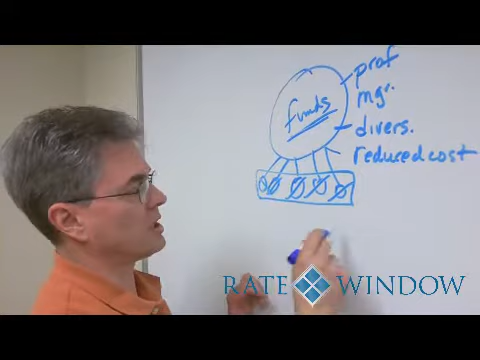 prof
mgr.
funds
divers.
reduced cost
RATE WINDOW